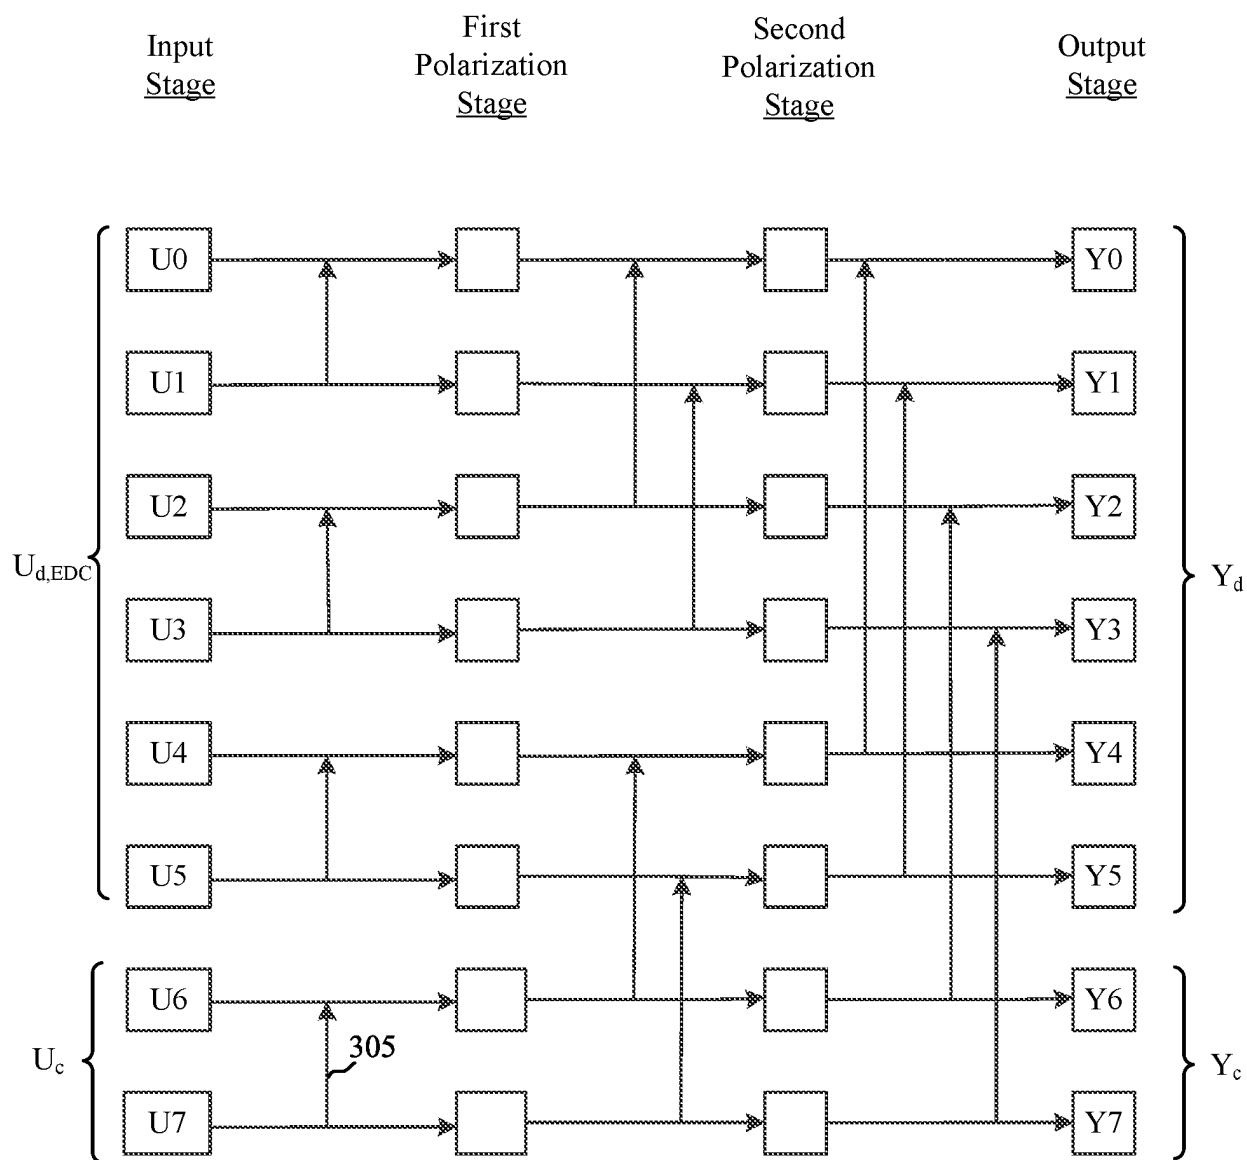 Input
Stage
First
Polarization
Stage
Second
Polarization
Stage
Output
Stage
U0
Y0
U1
Y1
U2
Y2
Ud,EDC
Yd
U3
Y3
U4
Y4
U5
Y5
U6
Y6
305
Uc
Yc
U7
Y7